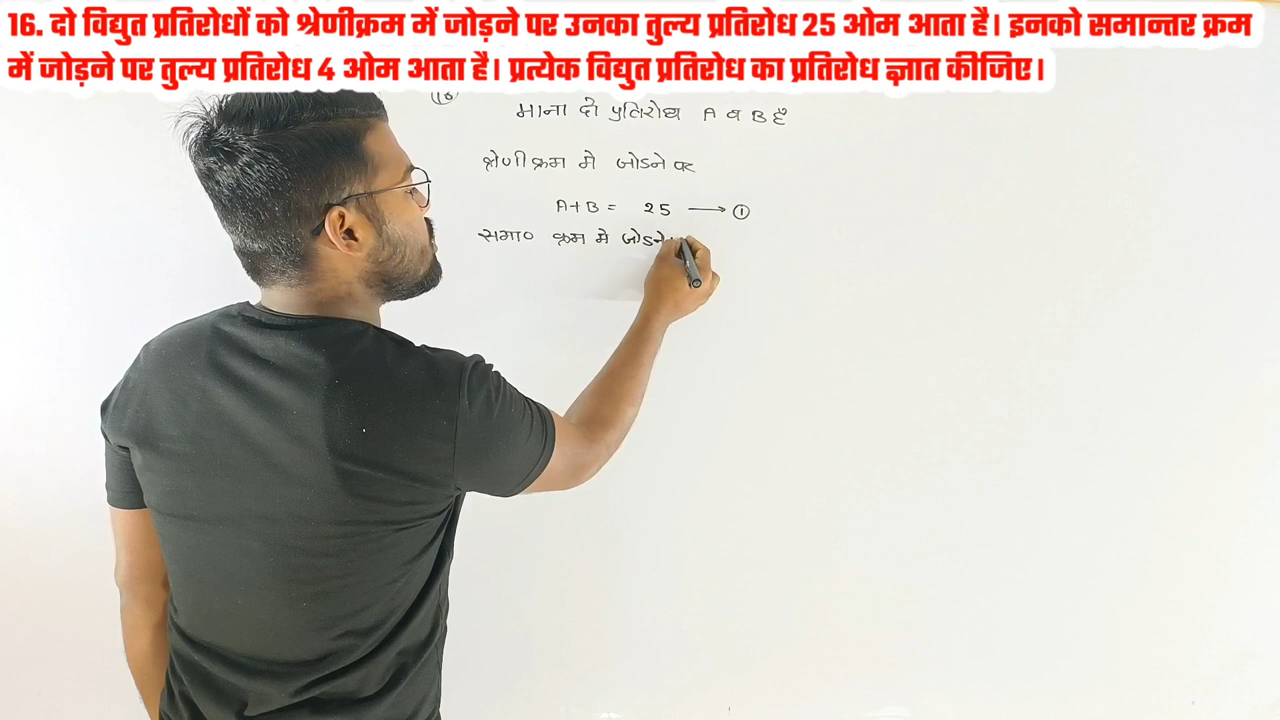 16. दो विद्युत प्रतिरोधों को श्रेणीक्रम में जोड़ने पर उनका तुल्य प्रतिरोध 25 ओम आता है। इनको समान्तर क्रम
में जोड़ने पर तुल्य प्रतिरोध 4 ओम आता है। प्रत्येक विद्युत प्रतिरोध का प्रतिरोध ज्ञात कीजिए।
माना दो प्रतिरोध A व B है
श्रेणीक्रम मे जोडने पर
A+B = 25 → ①
समा० क्रम मे जोडने